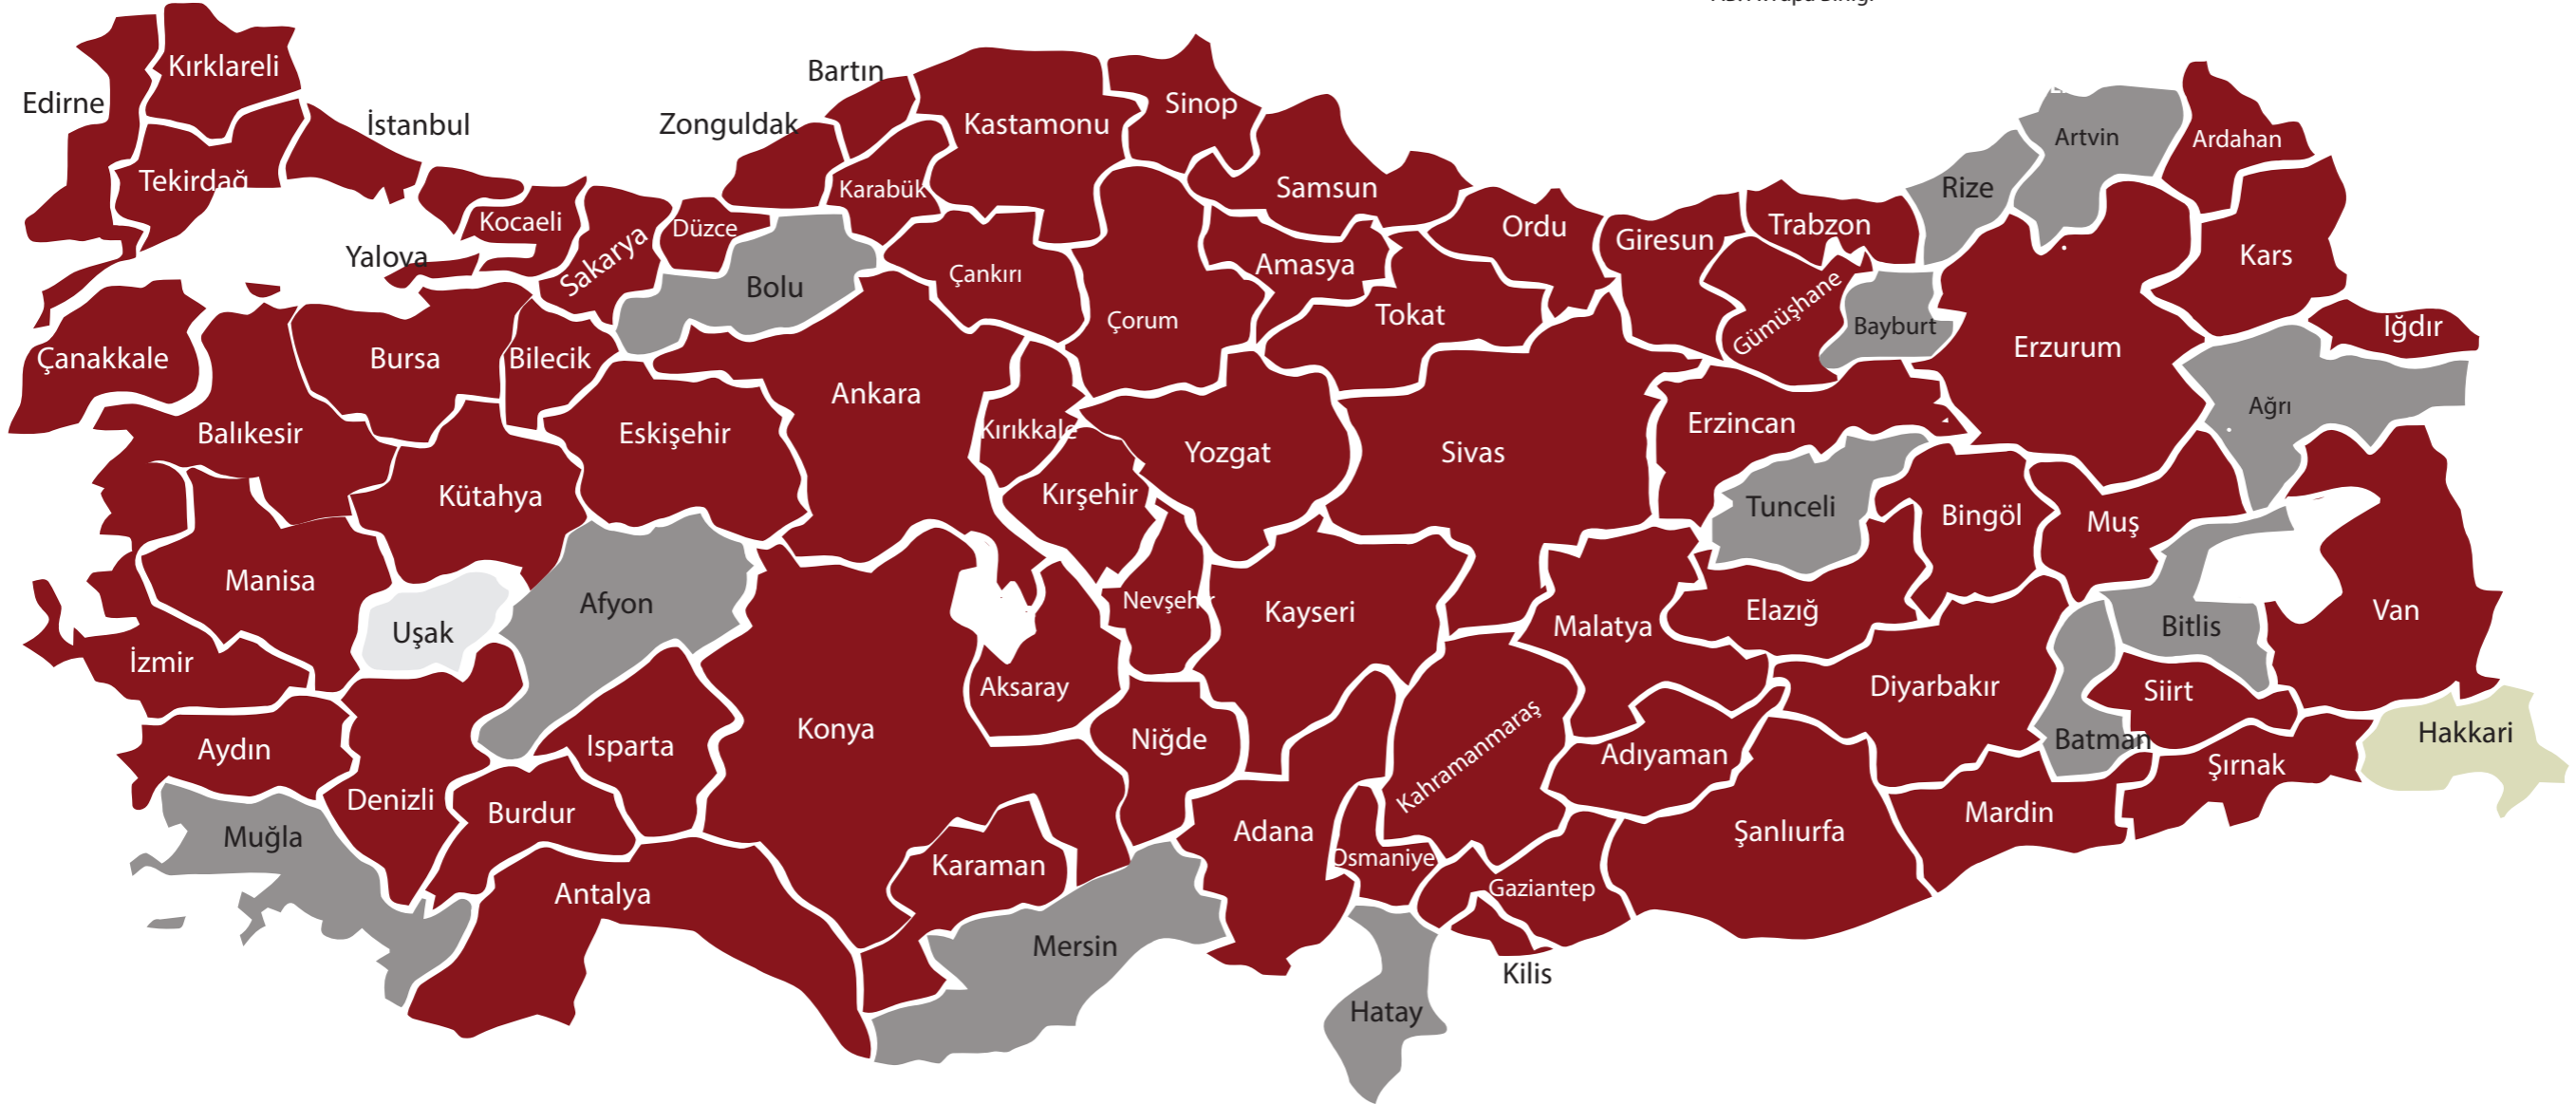 Kırklareli
Bartın
Edirne
Sinop
İstanbul
Zonguldak
Kastamonu
Artvin
Ardahan
Tekirdağ
Karabük
Samsun
Rize
Kocaeli
Düzce
Ordu
Trabzon
Giresun
Yalova
Sakarya
Amasya
Kars
Çankırı
Bolu
Gümüşhane
Tokat
Çorum
Bayburt
Iğdır
Erzurum
Çanakkale
Bursa
Bilecik
Ankara
Ağrı
Erzincan
Balıkesir
Eskişehir
Kırıkkale
Yozgat
Sivas
Kütahya
Kırşehir
Tunceli
Bingöl
Muş
Manisa
Afyon
Nevşehir
Kayseri
Elazığ
Van
Uşak
Malatya
Bitlis
İzmir
Aksaray
Diyarbakır
Siirt
Konya
Aydın
Isparta
Niğde
Kahramanmaraş
Adıyaman
Batman
Hakkari
Şırnak
Denizli
Burdur
Mardin
Muğla
Adana
Şanlıurfa
Karaman
Osmaniye
Antalya
Gaziantep
Mersin
Kilis
Hatay